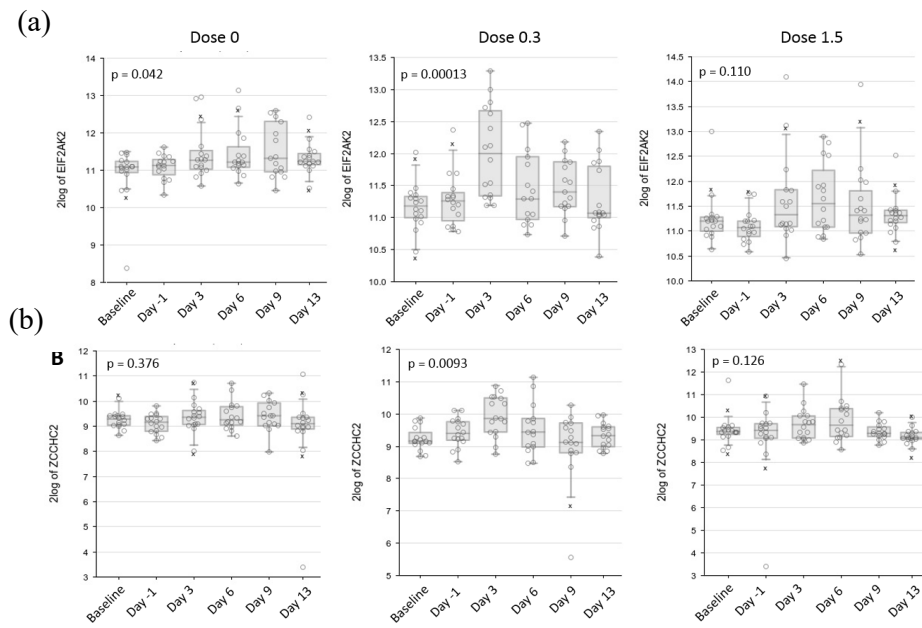 (a)
Dose 0
Dose 0.3
Dose 1.5
2log of EIF2AK2
14
13
12
11
10
9
8
p = 0.042
Baseline
Day -1
Day 3
Day 6
Day 9
Day 13
2log of EIF2AK2
13.5
13.0
12.5
12.0
11.5
11.0
10.5
10.0
p = 0.00013
Baseline
Day -1
Day 3
Day 6
Day 9
Day 13
2log of EIF2AK2
14.5
14.0
13.5
13.0
12.5
12.0
11.5
11.0
10.5
10.0
p = 0.110
Baseline
Day -1
Day 3
Day 6
Day 9
Day 13
(b)
B
2log of ZCCHC2
12
11
10
9
8
7
6
5
4
3
p = 0.376
Baseline
Day -1
Day 3
Day 6
Day 9
Day 13
2log of ZCCHC2
12
11
10
9
8
7
6
5
p = 0.0093
Baseline
Day -1
Day 3
Day 6
Day 9
Day 13
2log of ZCCHC2
13
12
11
10
9
8
7
6
5
4
3
p = 0.126
Baseline
Day -1
Day 3
Day 6
Day 9
Day 13